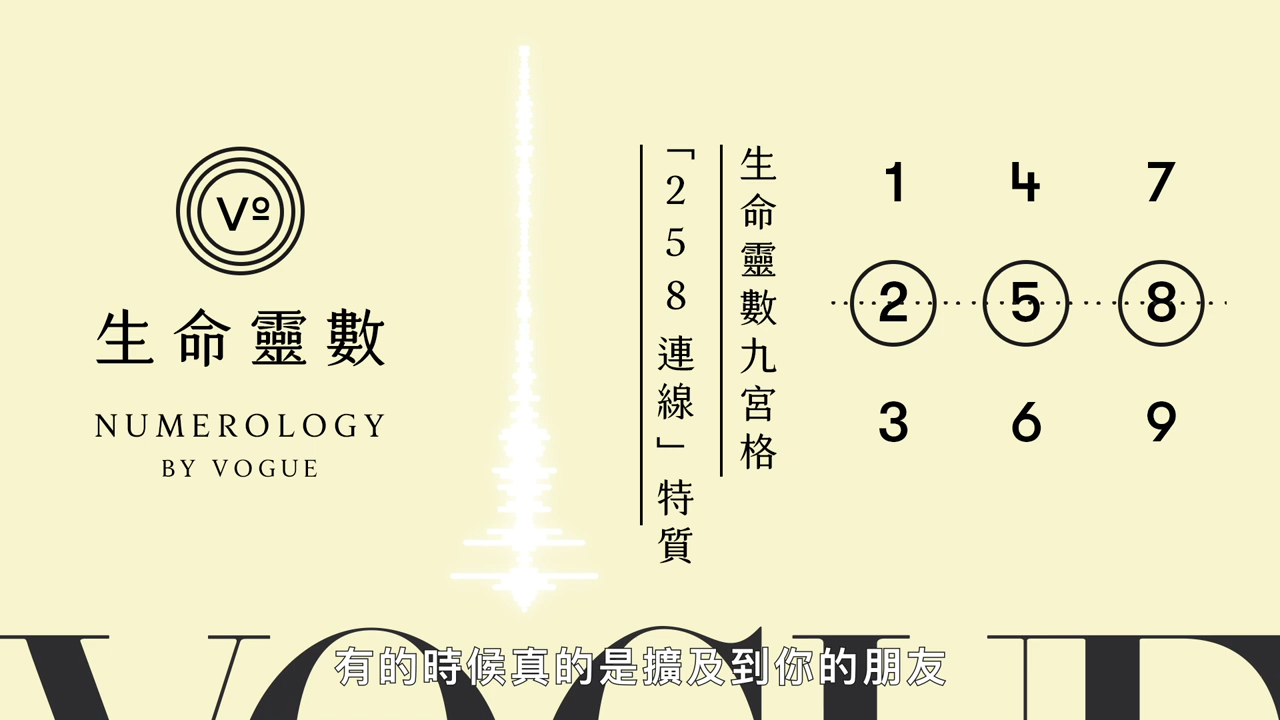 Vº
生命靈數
NUMEROLOGY
BY VOGUE
生命靈數九宮格
「258連線」特質
1 4 7
2 5 8
3 6 9
VOGUE
有的時候真的是擴及到你的朋友